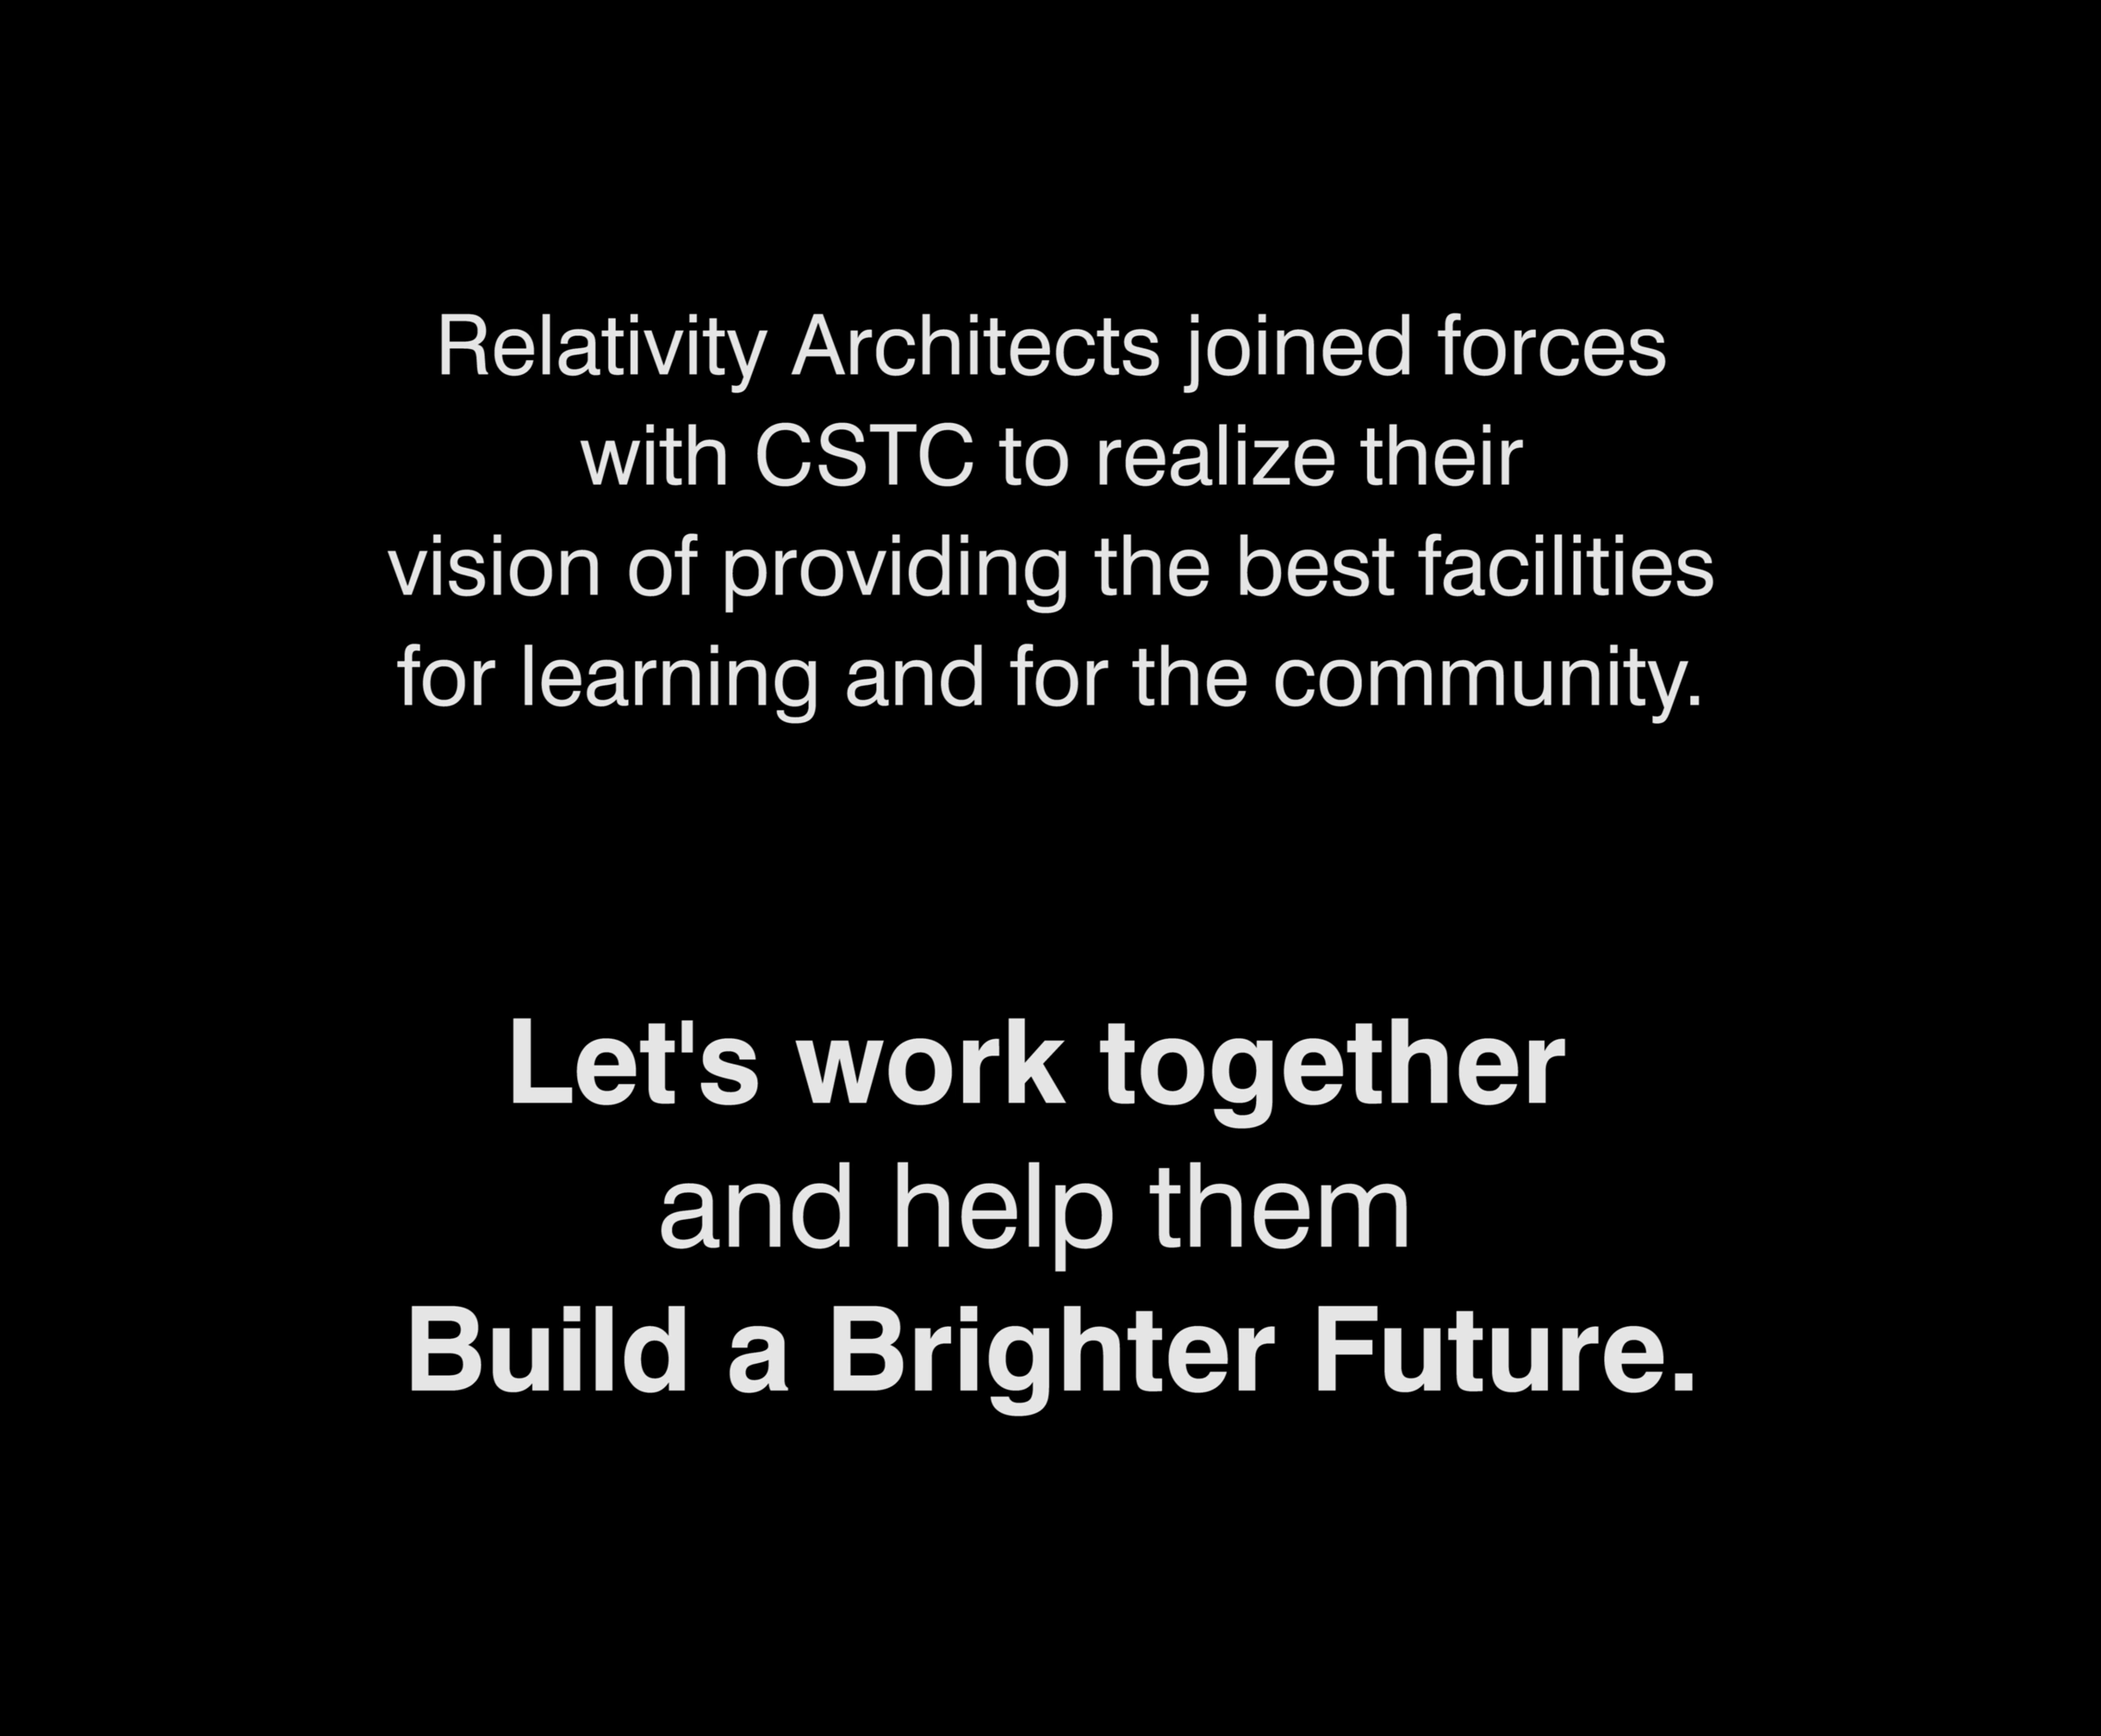 Relativity Architects joined forces
with CSTC to realize their
vision of providing the best facilities
for learning and for the community.
Let's work together
and help them
Build a Brighter Future.